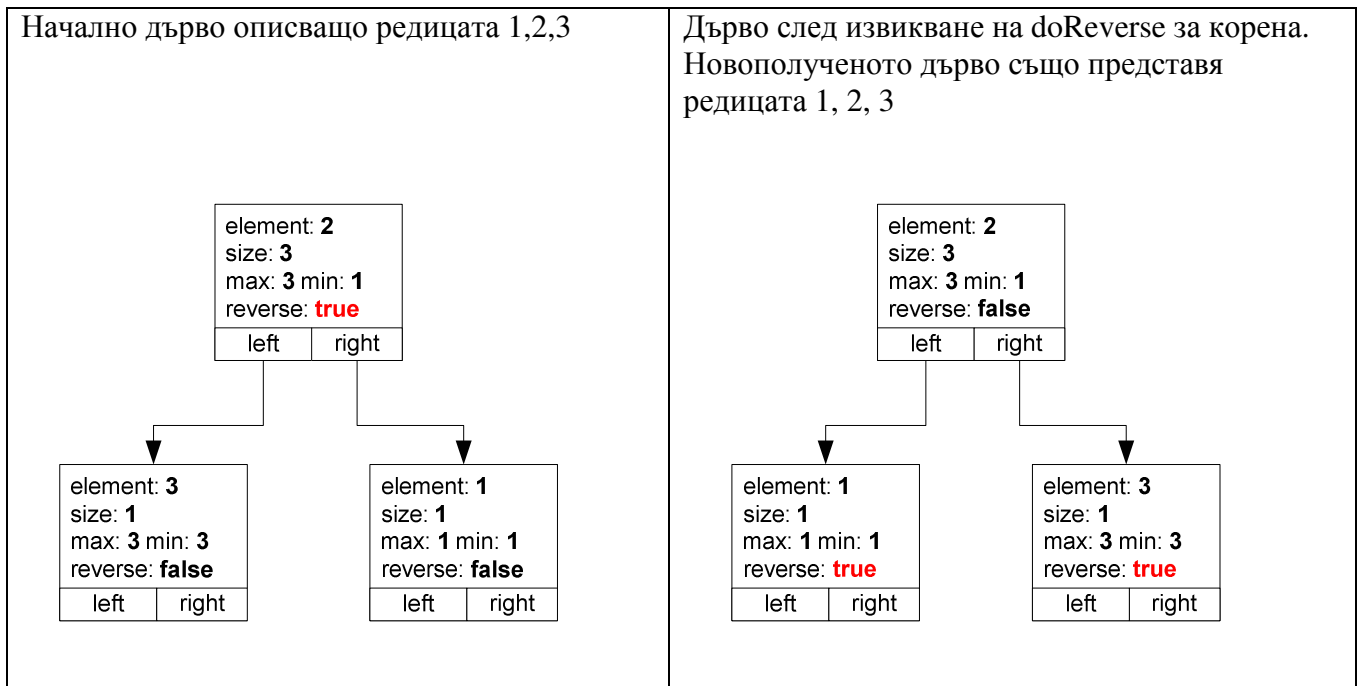 Начално дърво описващо редицата 1,2,3
element: 2
size: 3
max: 3 min: 1
reverse: true
left right
element: 3
size: 1
max: 3 min: 3
reverse: false
left right
element: 1
size: 1
max: 1 min: 1
reverse: false
left right
Дърво след извикване на doReverse за корена.
Новополученото дърво също представя
редицата 1, 2, 3
element: 2
size: 3
max: 3 min: 1
reverse: false
left right
element: 1
size: 1
max: 1 min: 1
reverse: true
left right
element: 3
size: 1
max: 3 min: 3
reverse: true
left right